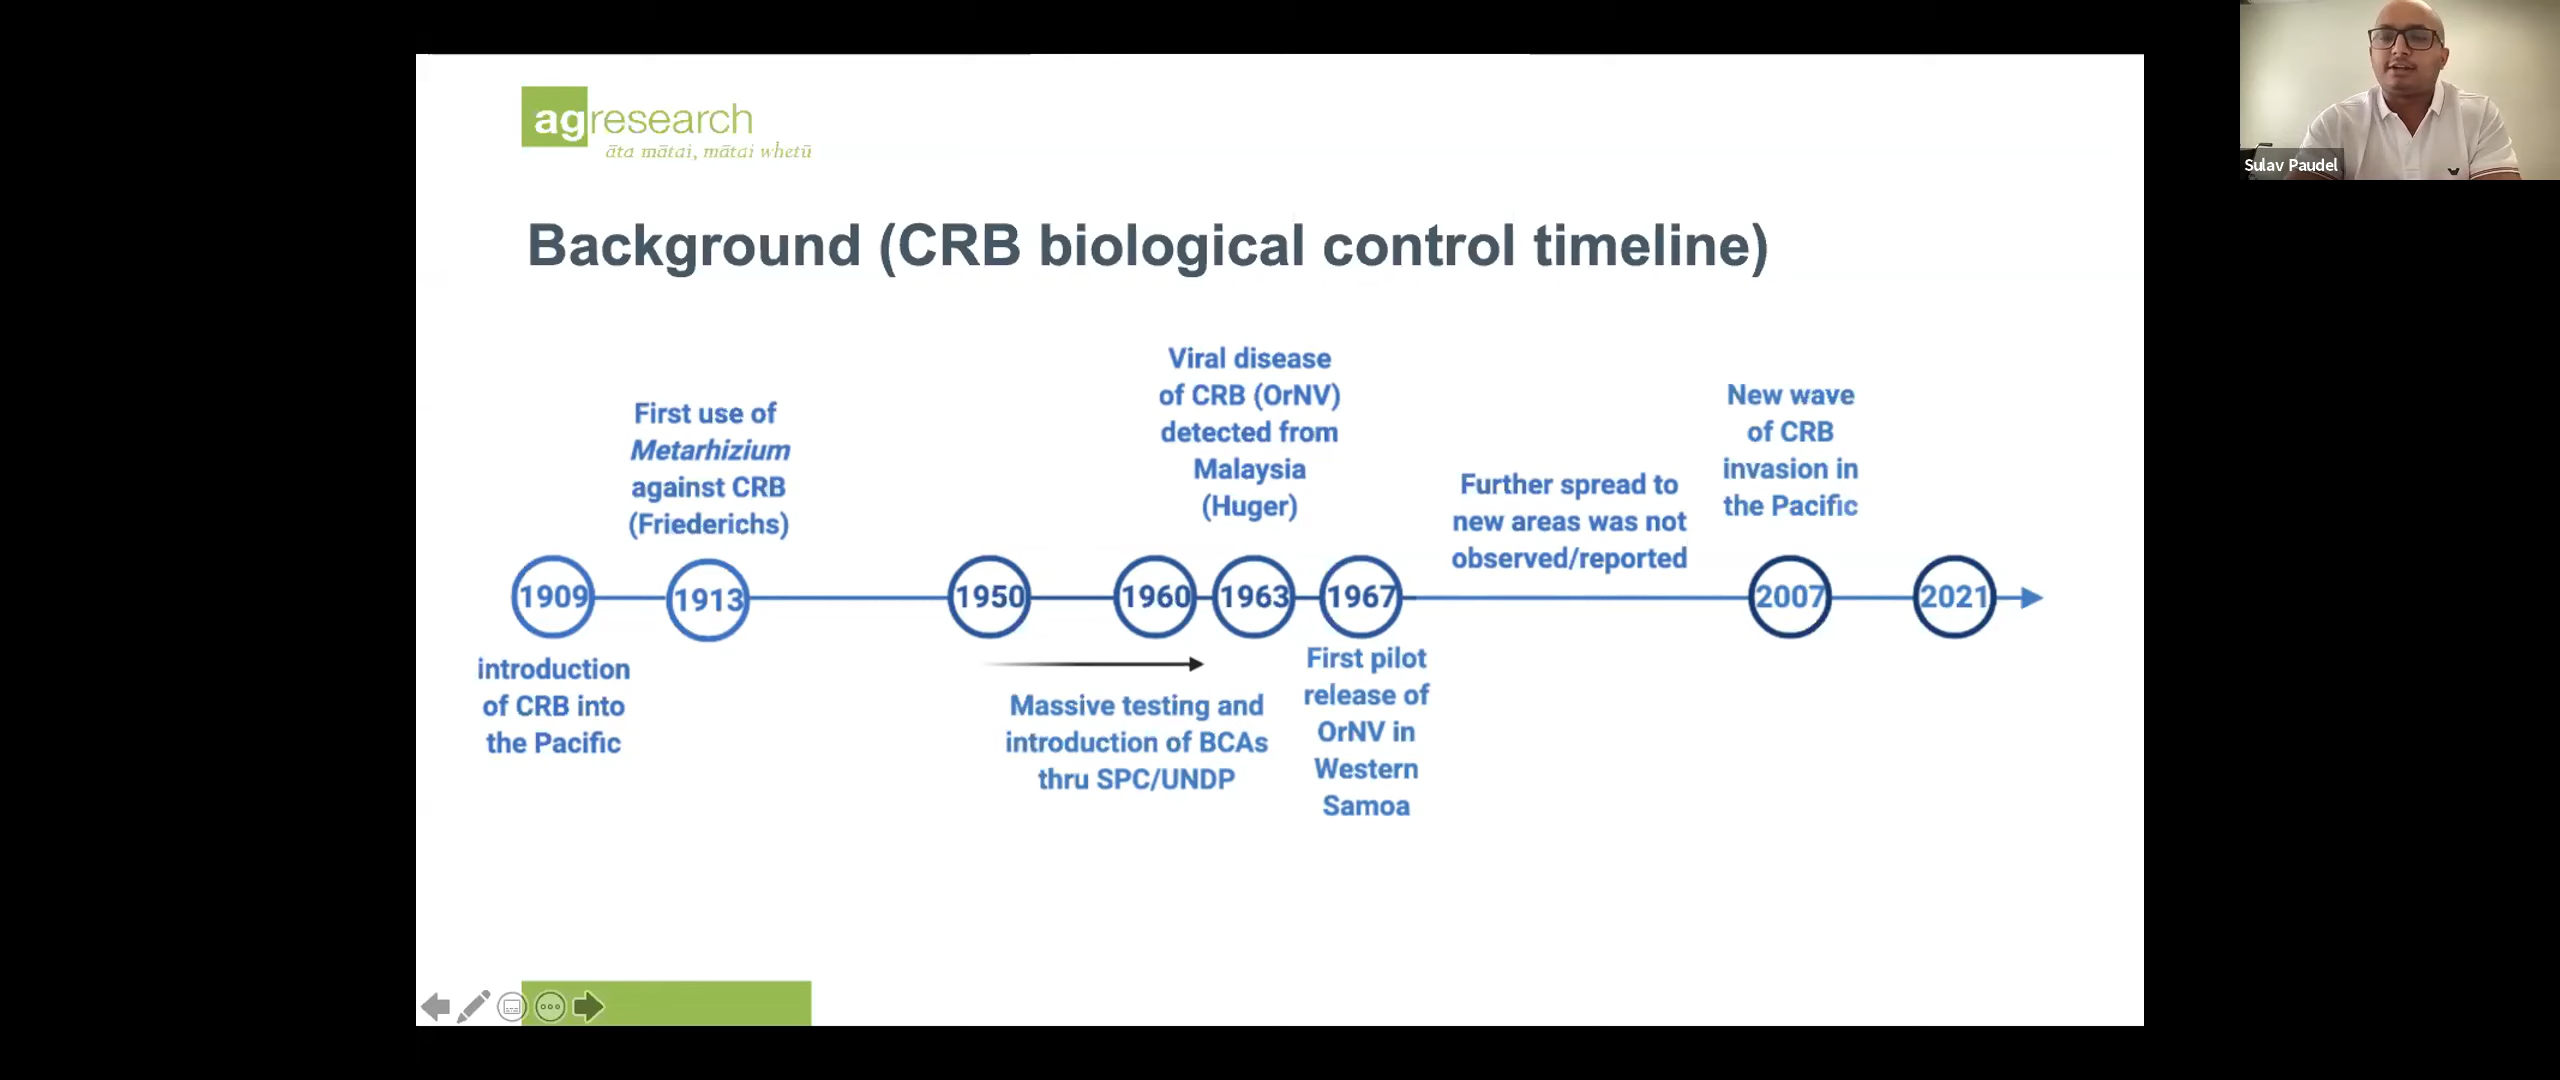 agresearch
āta mātai, mātai whetū
Sulav Paudel
Background (CRB biological control timeline)
First use of
Metarhizium
against CRB
(Friederichs)
Viral disease
of CRB (OrNV)
detected from
Malaysia
(Huger)
Further spread to
new areas was not
observed/reported
New wave
of CRB
invasion in
the Pacific
1909
1913
1950
1960
1963
1967
2007
2021
introduction
of CRB into
the Pacific
Massive testing and
introduction of BCAs
thru SPC/UNDP
First pilot
release of
OrNV in
Western
Samoa